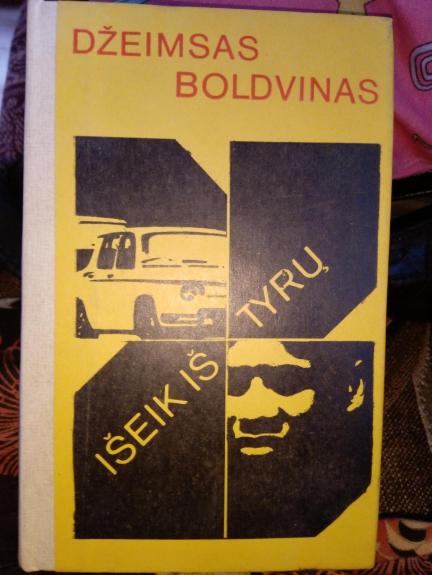 DŽEIMSAS
BOLDVINAS
IŠEIK IŠ
TYRŲ